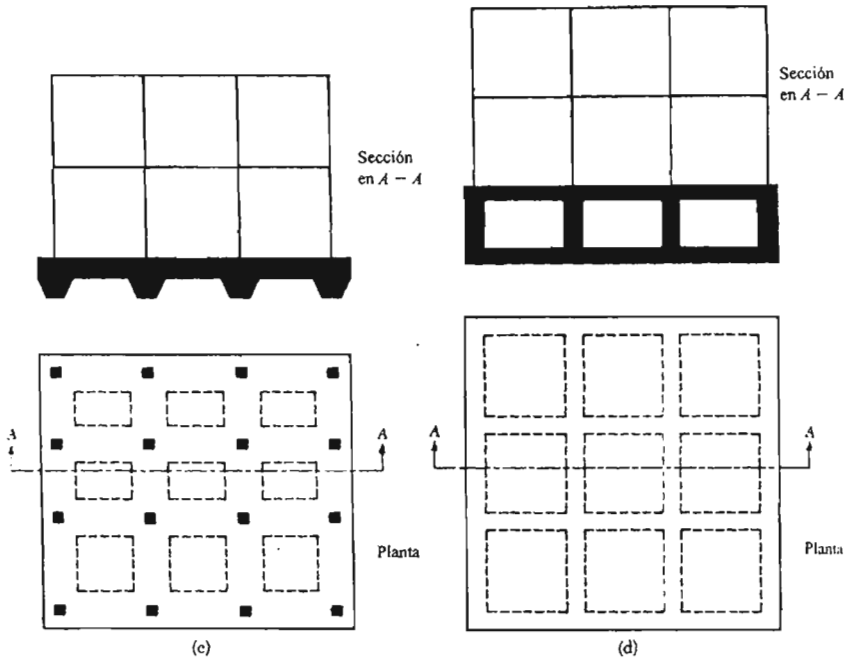 Sección
en A – A
Sección
en A – A
A
A
Planta
(c)
A
A
Planta
(d)